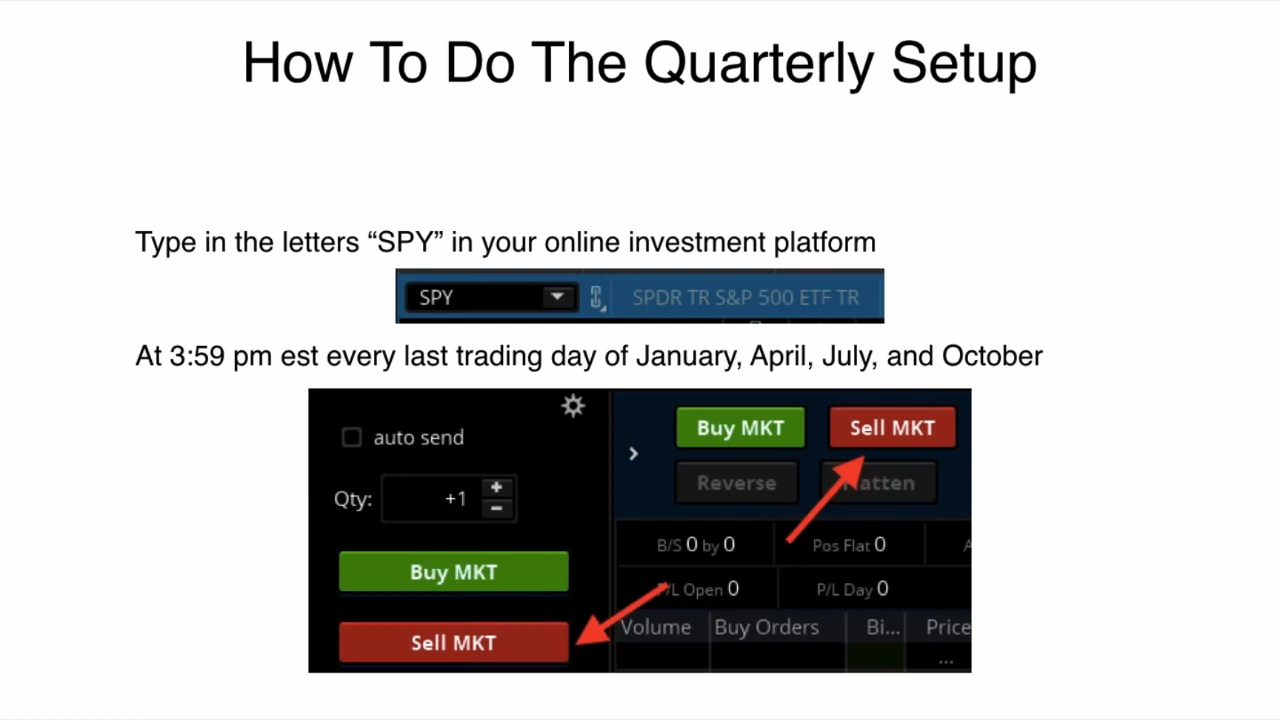 How To Do The Quarterly Setup
Type in the letters “SPY” in your online investment platform
SPY SPDR TR S&P 500 ETF TR
At 3:59 pm est every last trading day of January, April, July, and October
auto send
Qty: +1
Buy MKT
Sell MKT
Buy MKT Sell MKT
Reverse
B/S 0 by 0 Pos Flat 0 A
P/L Open 0 P/L Day 0
Volume Buy Orders Bi... Price
...